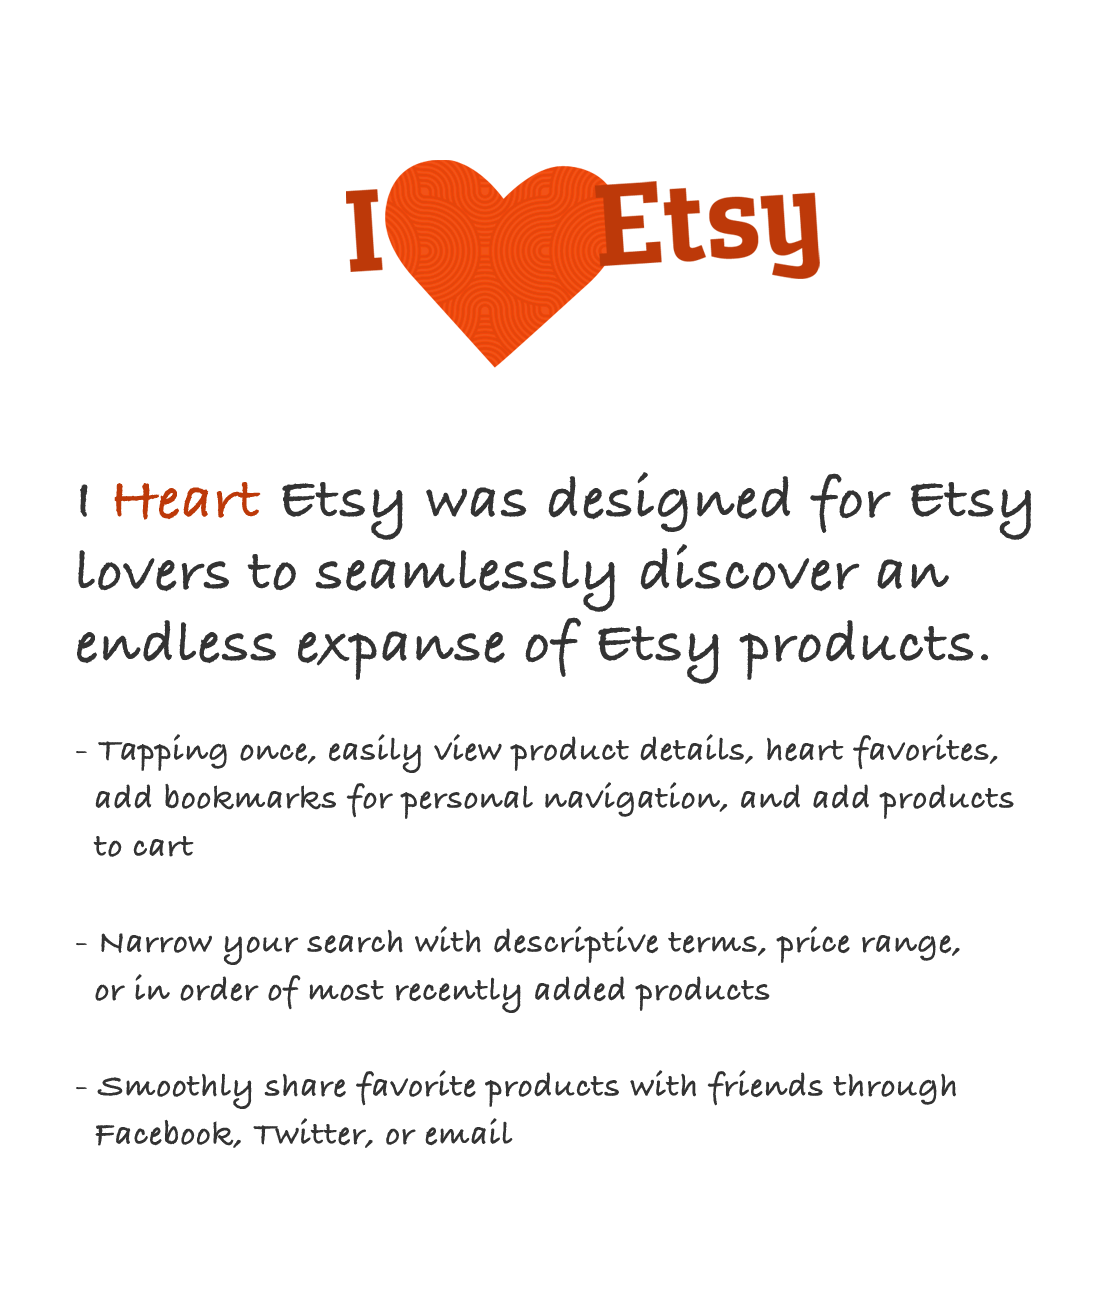 I Etsy
I Heart Etsy was designed for Etsy
lovers to seamlessly discover an
endless expanse of Etsy products.
- Tapping once, easily view product details, heart favorites,
add bookmarks for personal navigation, and add products
to cart
- Narrow your search with descriptive terms, price range,
or in order of most recently added products
- Smoothly share favorite products with friends through
Facebook, Twitter, or email